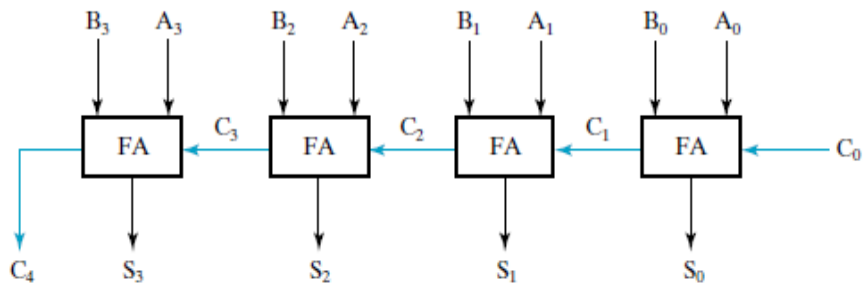 B₃ A₃ B₂ A₂ B₁ A₁ B₀ A₀
FA C₃ FA C₂ FA C₁ FA C₀
C₄ S₃ S₂ S₁ S₀